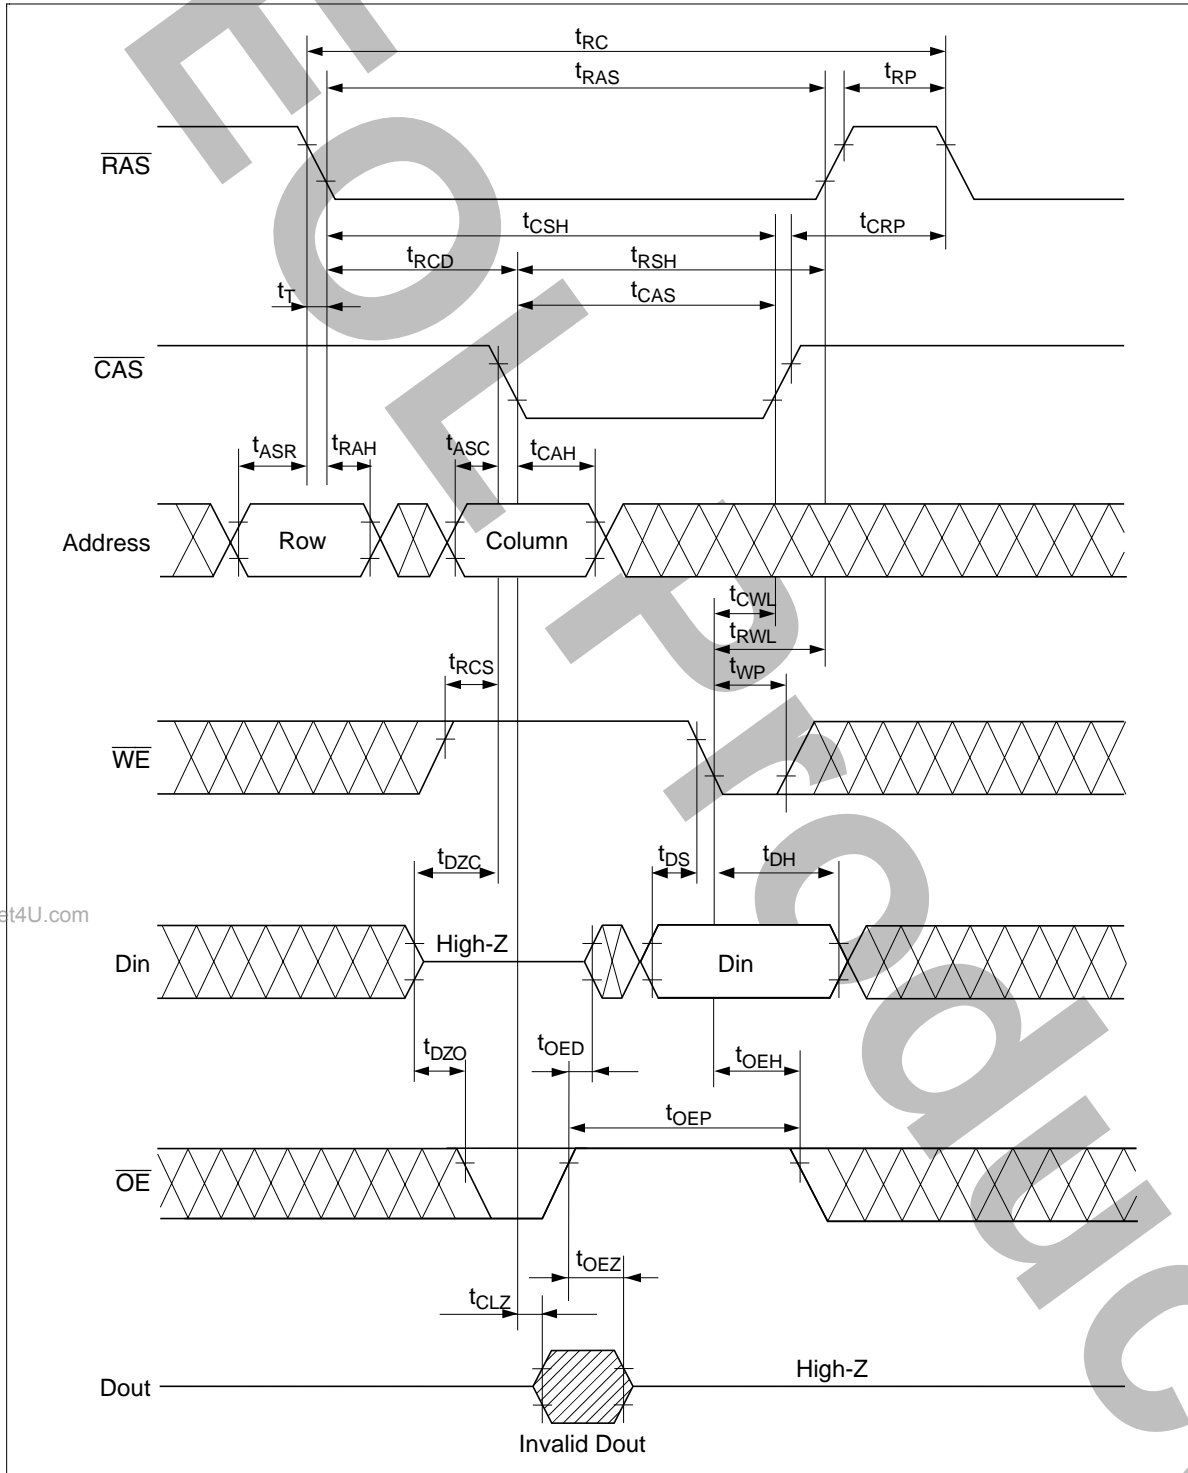 tRC
tRAS
tRP
RAS
tCSH
tCRP
tRCD
tRSH
tT
tCAS
CAS
tASR
tRAH
tASC
tCAH
Address
Row
Column
tCWL
tRWL
tRCS
tWP
WE
tDZC
tDS
tDH
et4U.com
High-Z
Din
Din
tDZO
tOED
tOEH
tOEP
OE
tOEZ
tCLZ
High-Z
Dout
Invalid Dout
EOL Produc